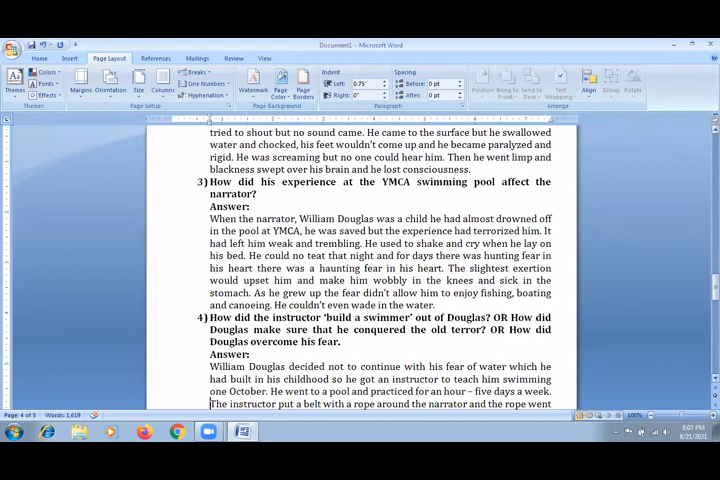 Document1 - Microsoft Word
Home Insert Page Layout References Mailings Review View
Themes Colors Fonts Effects Themes
Margins Orientation Size Columns Breaks Line Numbers Hyphenation Page Setup
Watermark Page Color Page Borders Page Background
Indent Left: 0.75" Right: 0" Spacing Before: 0 pt After: 0 pt Paragraph
Position Bring to Front Send to Back Text Wrapping Align Group Rotate Arrange
tried to shout but no sound came. He came to the surface but he swallowed
water and chocked, his feet wouldn't come up and he became paralyzed and
rigid. He was screaming but no one could hear him. Then he went limp and
blackness swept over his brain and he lost consciousness.
3) How did his experience at the YMCA swimming pool affect the
narrator?
Answer:
When the narrator, William Douglas was a child he had almost drowned off
in the pool at YMCA, he was saved but the experience had terrorized him. It
had left him weak and trembling. He used to shake and cry when he lay on
his bed. He could no teat that night and for days there was hunting fear in
his heart there was a haunting fear in his heart. The slightest exertion
would upset him and make him wobbly in the knees and sick in the
stomach. As he grew up the fear didn't allow him to enjoy fishing, boating
and canoeing. He couldn't even wade in the water.
4) How did the instructor 'build a swimmer' out of Douglas? OR How did
Douglas make sure that he conquered the old terror? OR How did
Douglas overcome his fear.
Answer:
William Douglas decided not to continue with his fear of water which he
had built in his childhood so he got an instructor to teach him swimming
one October. He went to a pool and practiced for an hour – five days a week.
The instructor put a belt with a rope around the narrator and the rope went
Page: 4 of 5 Words: 1,619 100%
8:07 PM
8/21/2021